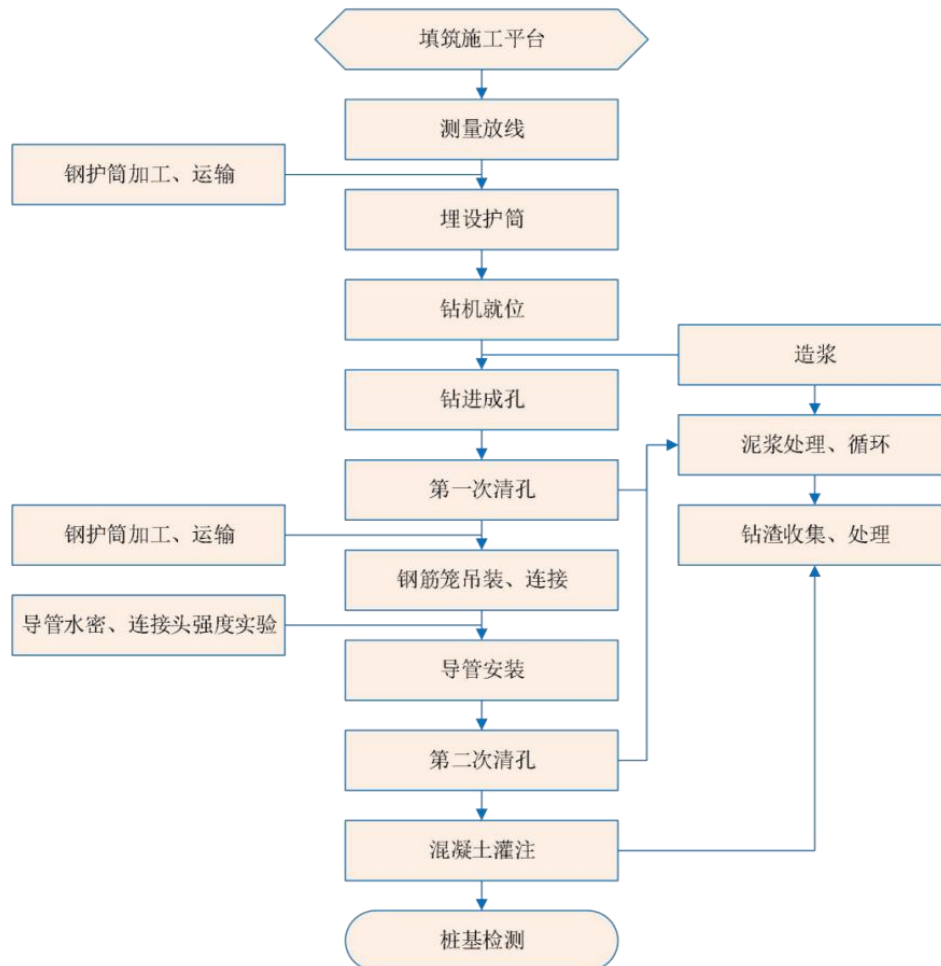 填筑施工平台
测量放线
钢护筒加工、运输
埋设护筒
钻机就位
造浆
钻进成孔
泥浆处理、循环
第一次清孔
钢护筒加工、运输
钻渣收集、处理
钢筋笼吊装、连接
导管水密、连接头强度实验
导管安装
第二次清孔
混凝土灌注
桩基检测